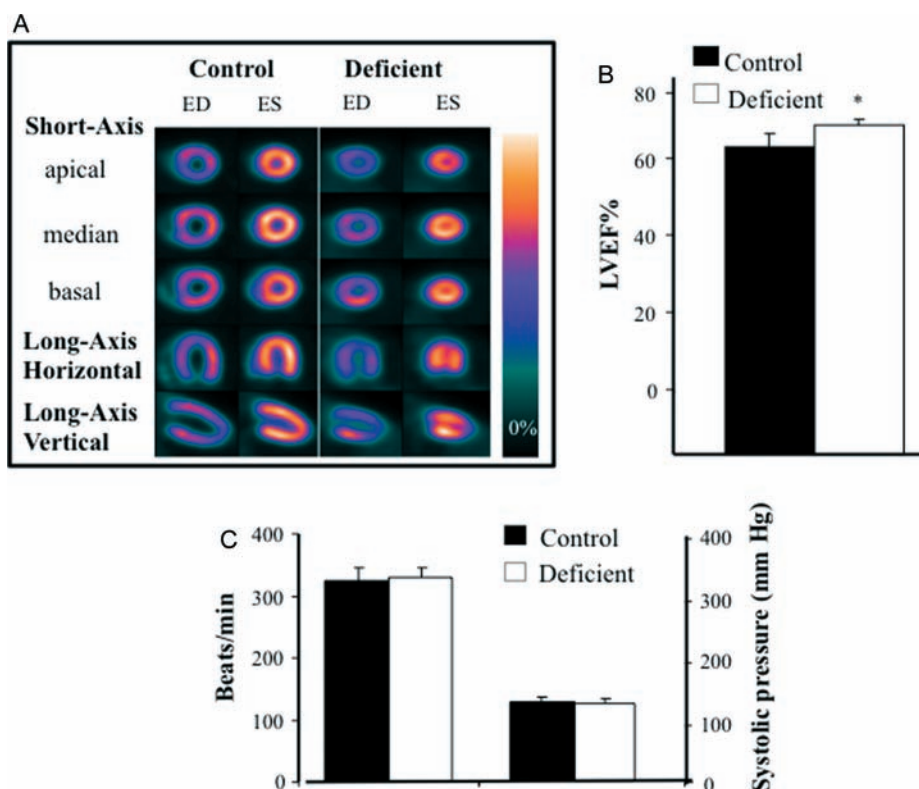 A
Control Deficient
ED ES ED ES
Short-Axis
apical
median
basal
Long-Axis
Horizontal
Long-Axis
Vertical
0%
B
Control
Deficient
*
LVEF%
80
60
70
40
20
0
C
Control
Deficient
Beats/min
400
300
200
100
0
Systolic pressure (mm Hg)
400
300
200
100
0